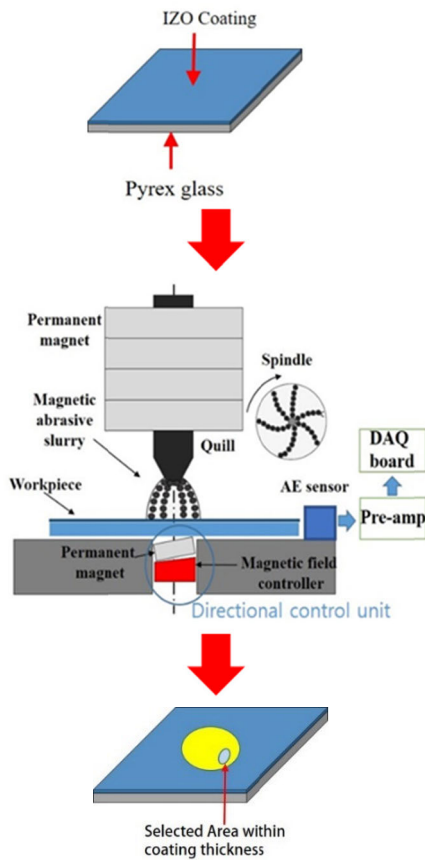 IZO Coating
Pyrex glass
Permanent
magnet
Spindle
Magnetic
abrasive
slurry
Quill
DAQ
board
AE sensor
Workpiece
Pre-amp
Permanent
magnet
Magnetic field
controller
Directional control unit
Selected Area within
coating thickness